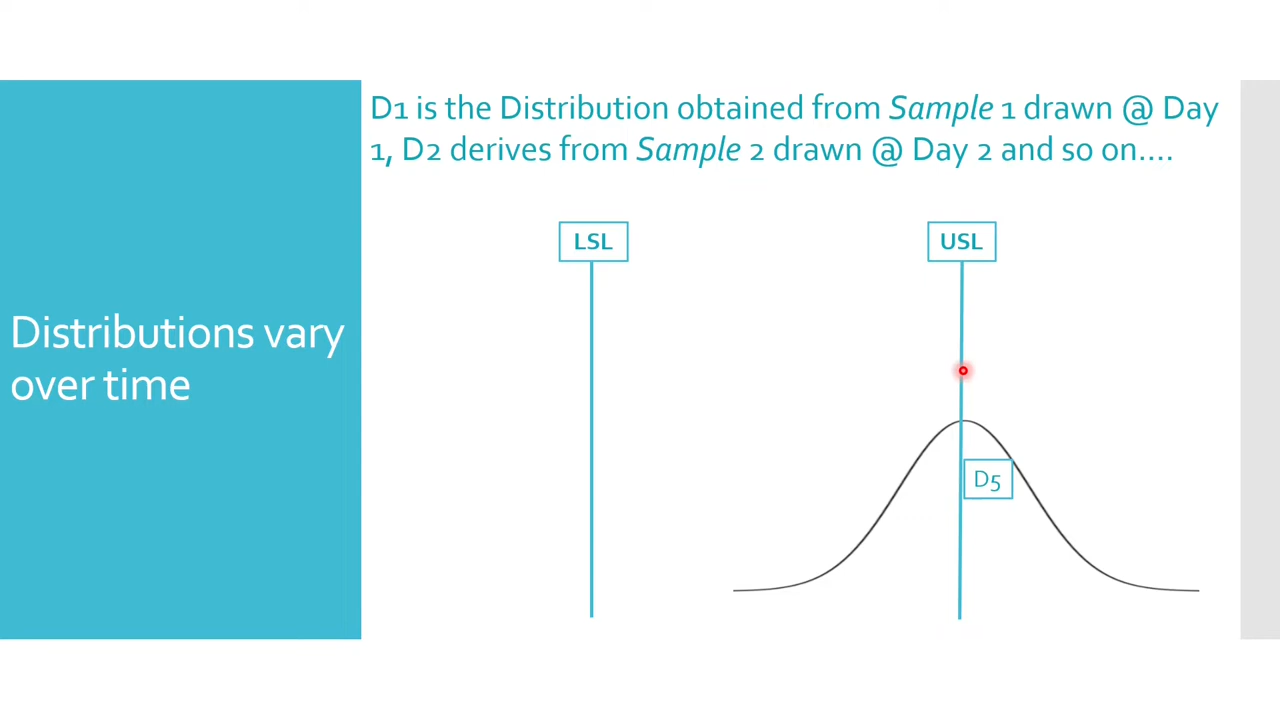 D1 is the Distribution obtained from Sample 1 drawn @ Day
1, D2 derives from Sample 2 drawn @ Day 2 and so on....
LSL
USL
Distributions vary
over time
D5